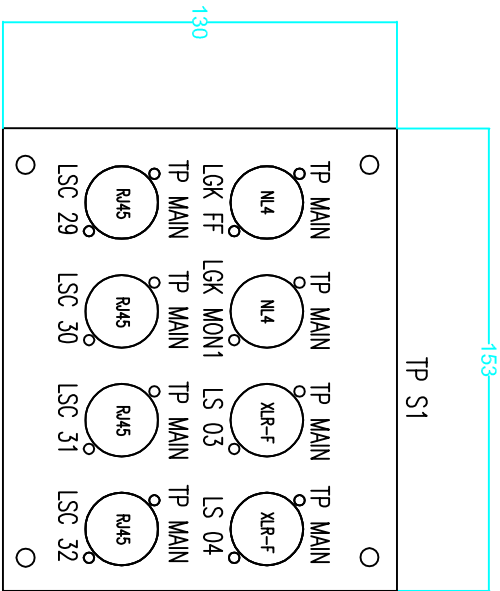 153
130
TP S1
TP MAIN TP MAIN TP MAIN TP MAIN
NL4 NL4 XLR-F XLR-F
LGK FF LGK MON1 LS 03 LS 04
TP MAIN TP MAIN TP MAIN TP MAIN
RJ45 RJ45 RJ45 RJ45
LSC 29 LSC 30 LSC 31 LSC 32